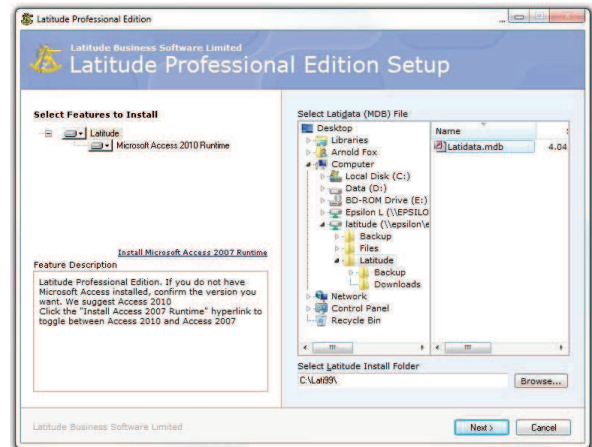 Latitude Professional Edition
Latitude Business Software Limited
Latitude Professional Edition Setup
Select Features to Install
Latitude
Microsoft Access 2010 Runtime
Install Microsoft Access 2007 Runtime
Feature Description
Latitude Professional Edition. If you do not have
Microsoft Access installed, confirm the version you
want. We suggest Access 2010
Click the "Install Access 2007 Runtime" hyperlink to
toggle between Access 2010 and Access 2007
Select Latigata (MDB) File
Desktop
Libraries
Arnold Fox
Computer
Local Disk (C:)
Data (D:)
BD-ROM Drive (E:)
Epsilon L (\\EPSILO
latitude (\\epsilon\e
Backup
Files
Latitude
Backup
Downloads
Network
Control Panel
Recycle Bin
Name
Latidata.mdb
4.04
Select Latitude Install Folder
C:\Lati99\
Browse...
Latitude Business Software Limited
Next >
Cancel